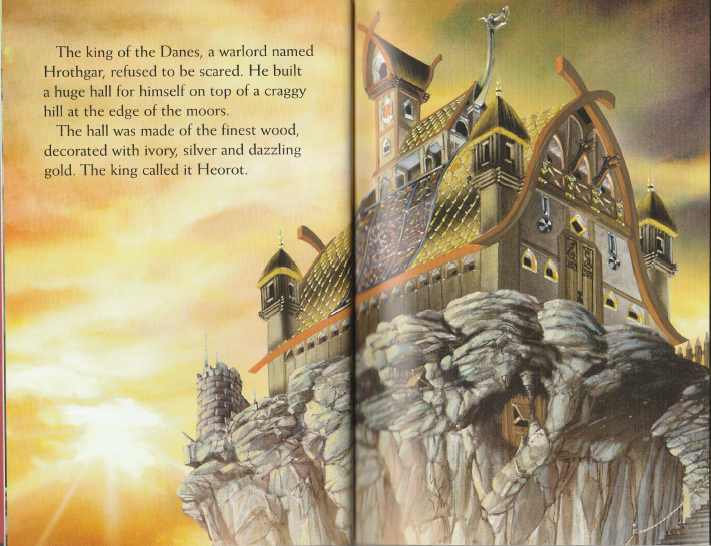 The king of the Danes, a warlord named
Hrothgar, refused to be scared. He built
a huge hall for himself on top of a craggy
hill at the edge of the moors.
The hall was made of the finest wood,
decorated with ivory, silver and dazzling
gold. The king called it Heorot.